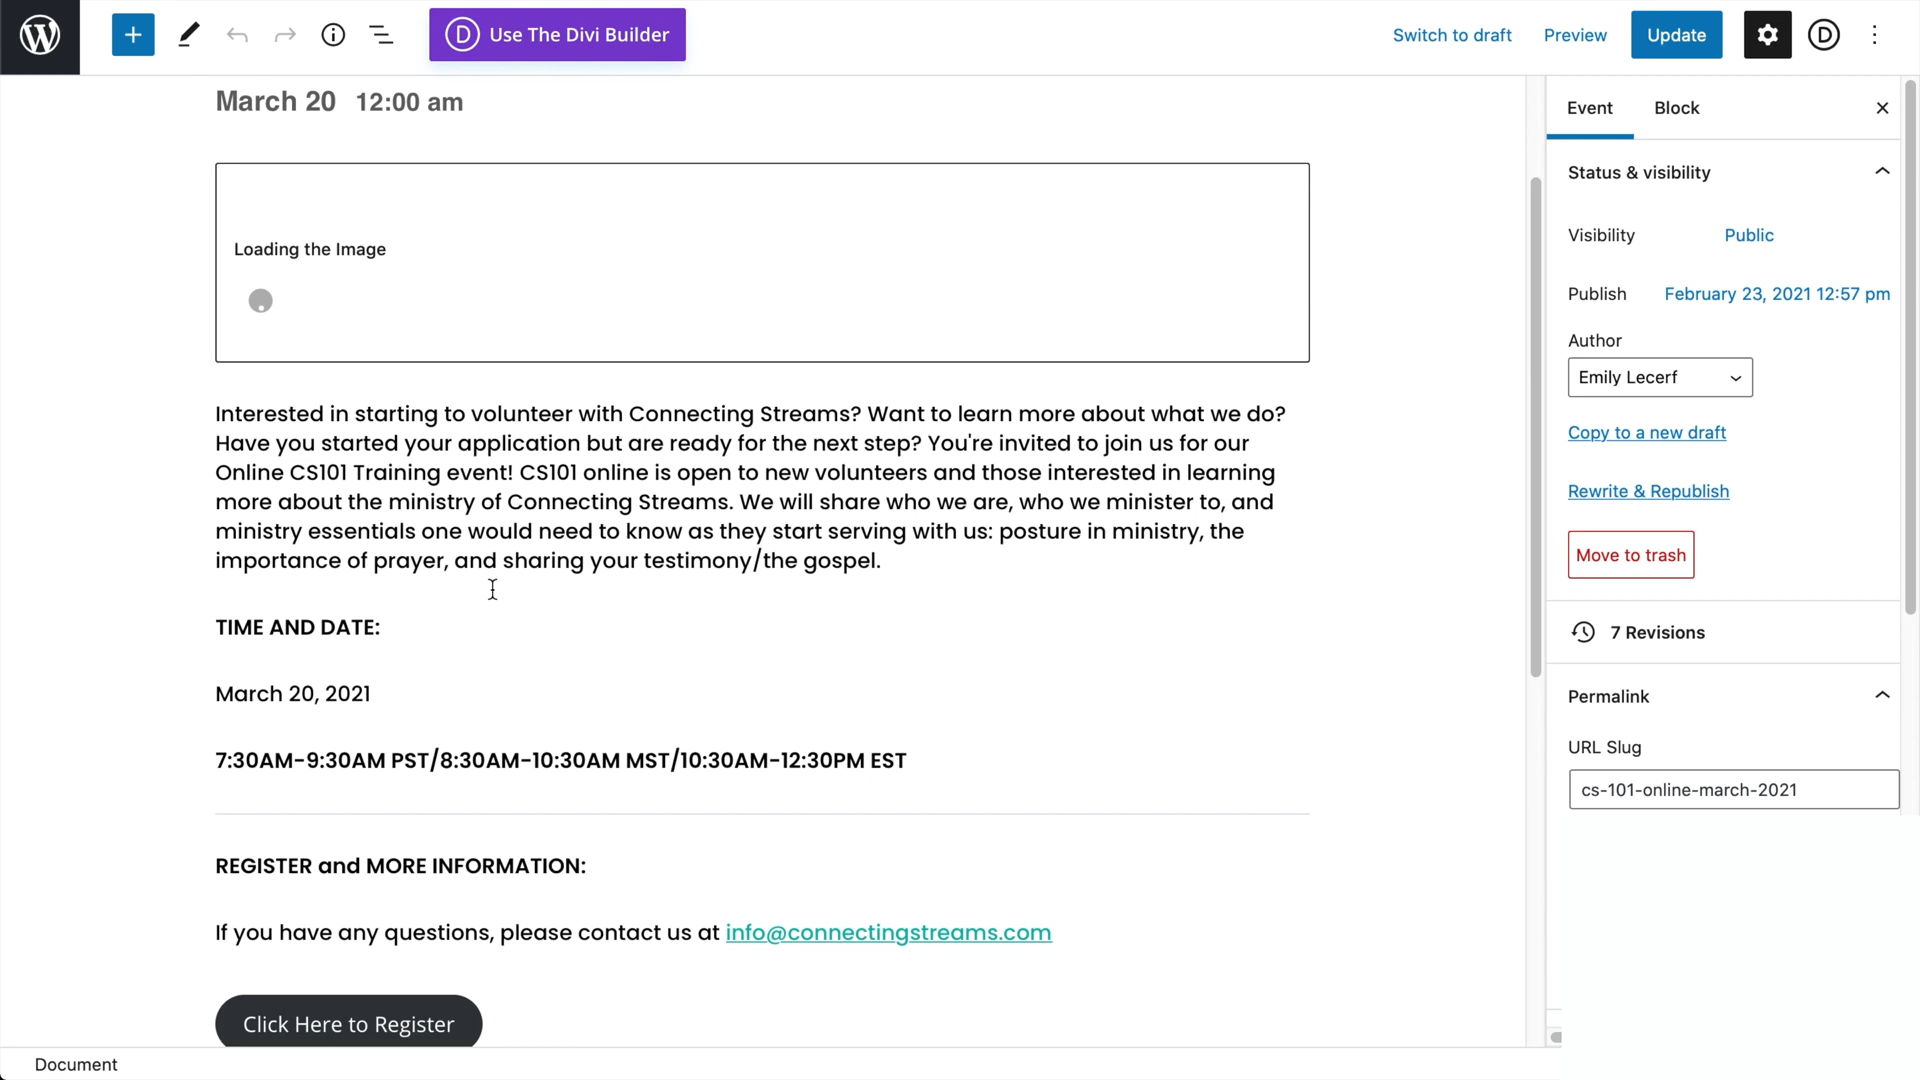 Use The Divi Builder
Switch to draft
Preview
Update
March 20 12:00 am
Loading the Image
Interested in starting to volunteer with Connecting Streams? Want to learn more about what we do?
Have you started your application but are ready for the next step? You're invited to join us for our
Online CS101 Training event! CS101 online is open to new volunteers and those interested in learning
more about the ministry of Connecting Streams. We will share who we are, who we minister to, and
ministry essentials one would need to know as they start serving with us: posture in ministry, the
importance of prayer, and sharing your testimony/the gospel.
TIME AND DATE:
March 20, 2021
7:30AM-9:30AM PST/8:30AM-10:30AM MST/10:30AM-12:30PM EST
REGISTER and MORE INFORMATION:
If you have any questions, please contact us at info@connectingstreams.com
Click Here to Register
Document
Event
Block
Status & visibility
Visibility Public
Publish February 23, 2021 12:57 pm
Author
Emily Lecerf
Copy to a new draft
Rewrite & Republish
Move to trash
7 Revisions
Permalink
URL Slug
cs-101-online-march-2021